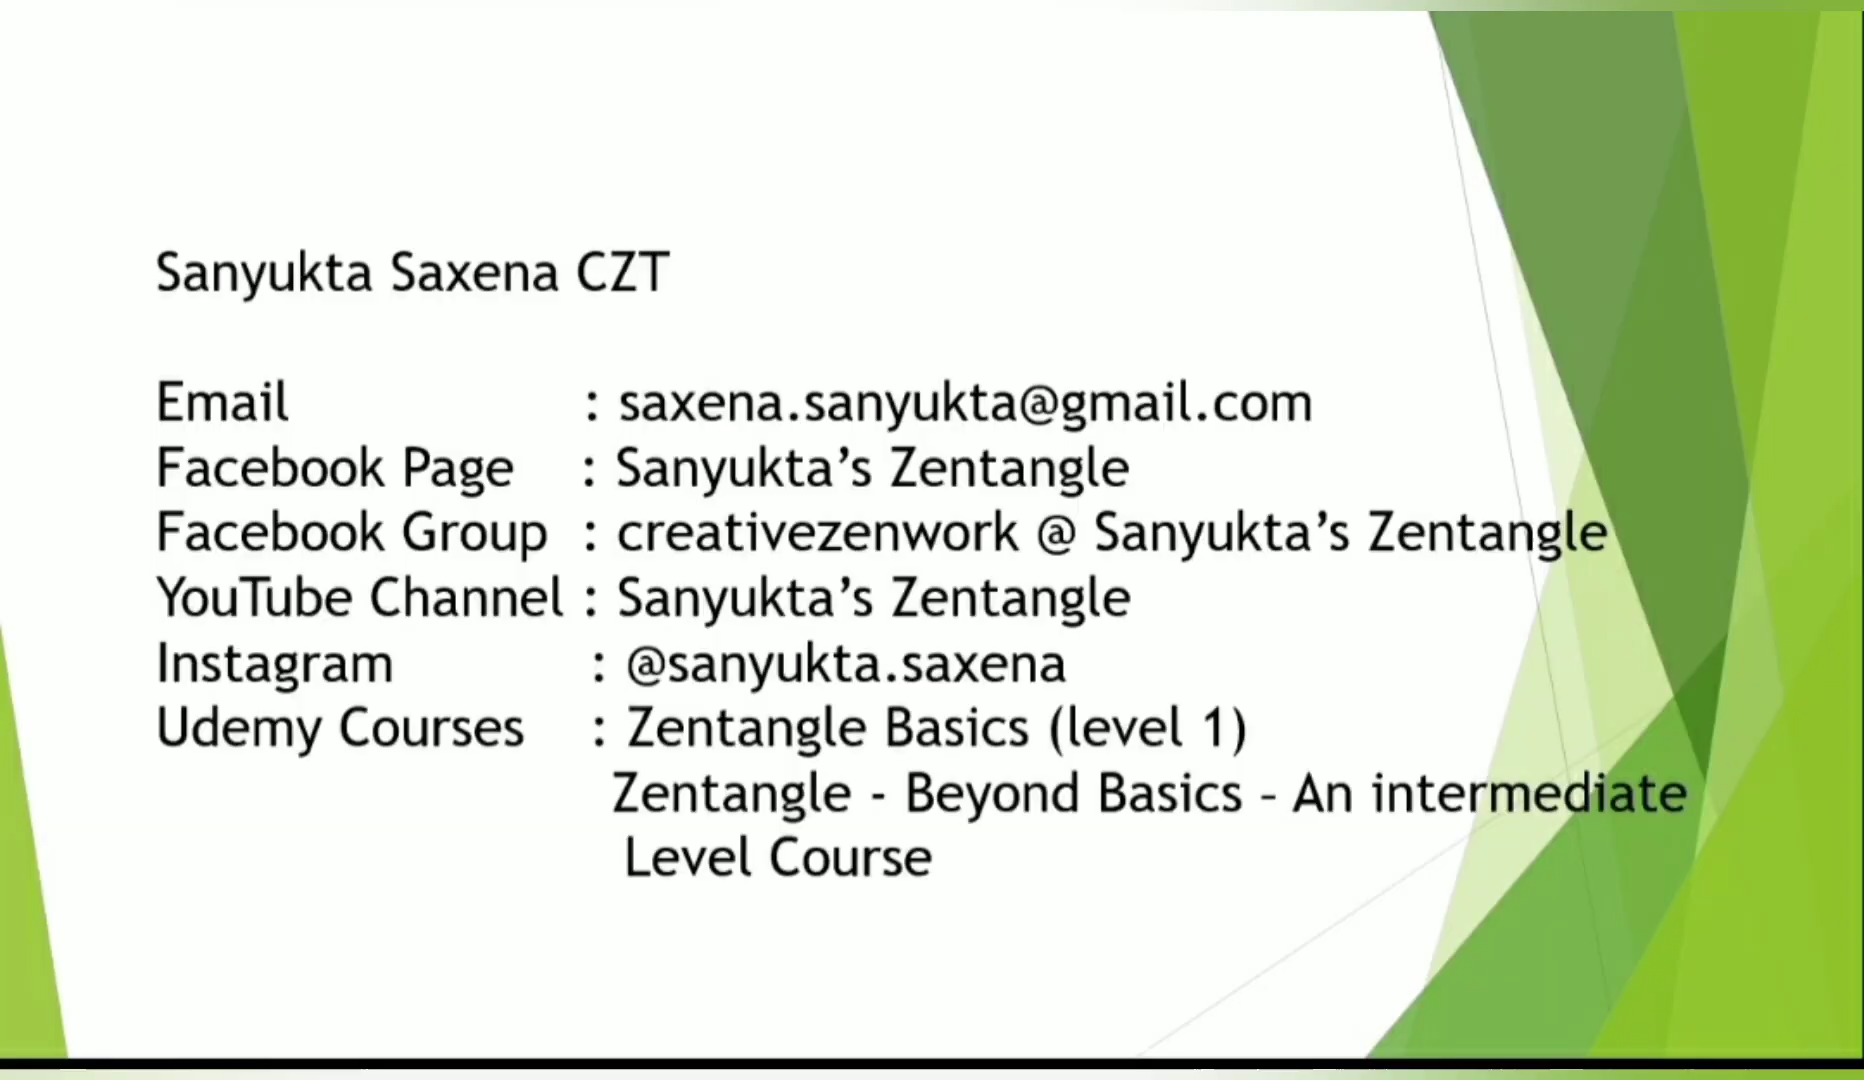 Sanyukta Saxena CZT
Email : saxena.sanyukta@gmail.com
Facebook Page : Sanyukta’s Zentangle
Facebook Group : creativezenwork @ Sanyukta’s Zentangle
YouTube Channel : Sanyukta’s Zentangle
Instagram : @sanyukta.saxena
Udemy Courses : Zentangle Basics (level 1)
Zentangle - Beyond Basics – An intermediate
Level Course